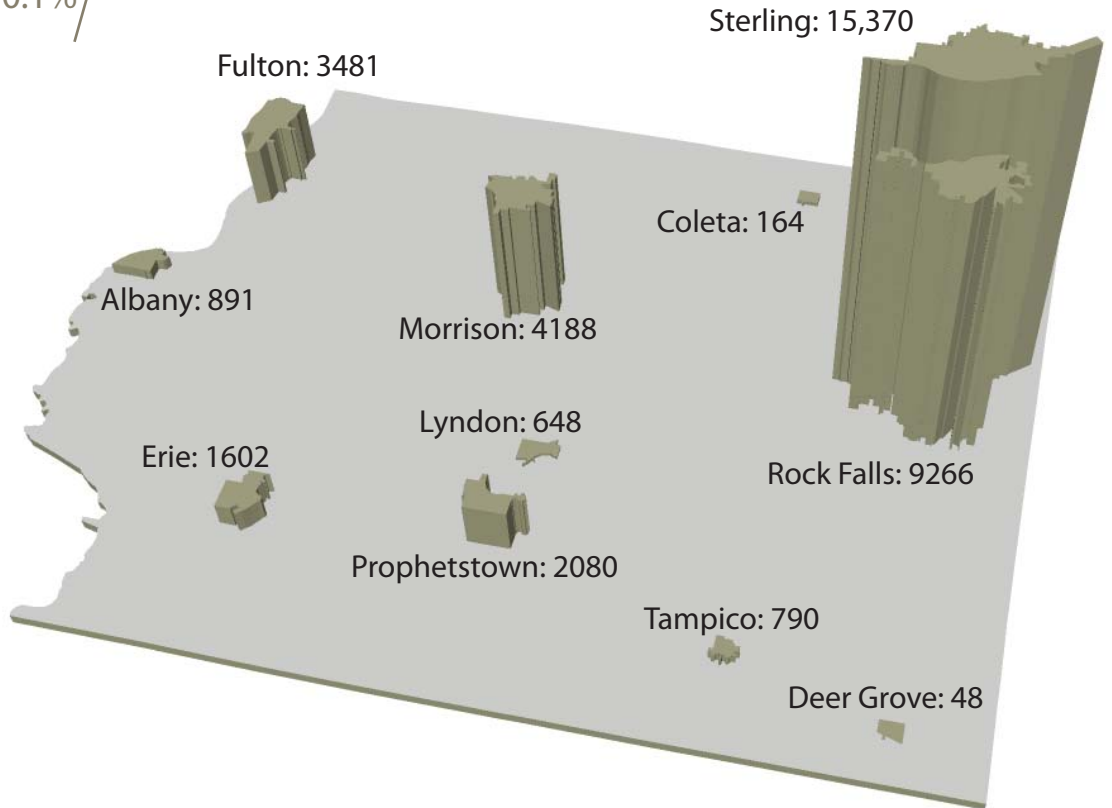 Sterling: 15,370
Fulton: 3481
Coleta: 164
Albany: 891
Morrison: 4188
Lyndon: 648
Erie: 1602
Rock Falls: 9266
Prophetstown: 2080
Tampico: 790
Deer Grove: 48